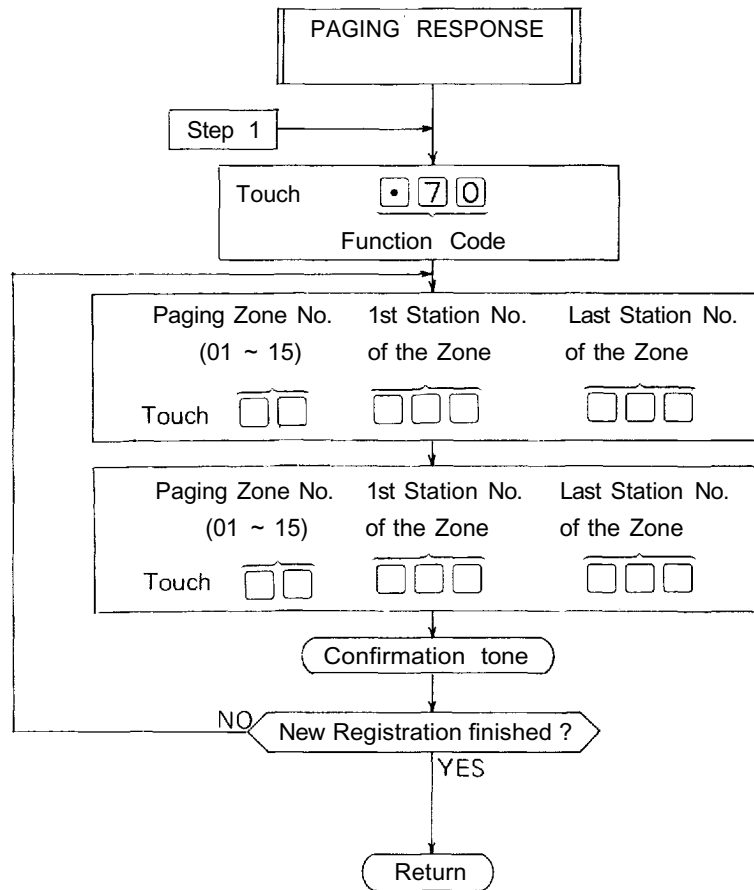 PAGING RESPONSE
Step 1
Touch • 7 0
Function Code
Paging Zone No. 1st Station No. Last Station No.
(01 ~ 15) of the Zone of the Zone
Touch
Paging Zone No. 1st Station No. Last Station No.
(01 ~ 15) of the Zone of the Zone
Touch
Confirmation tone
NO New Registration finished ?
YES
Return